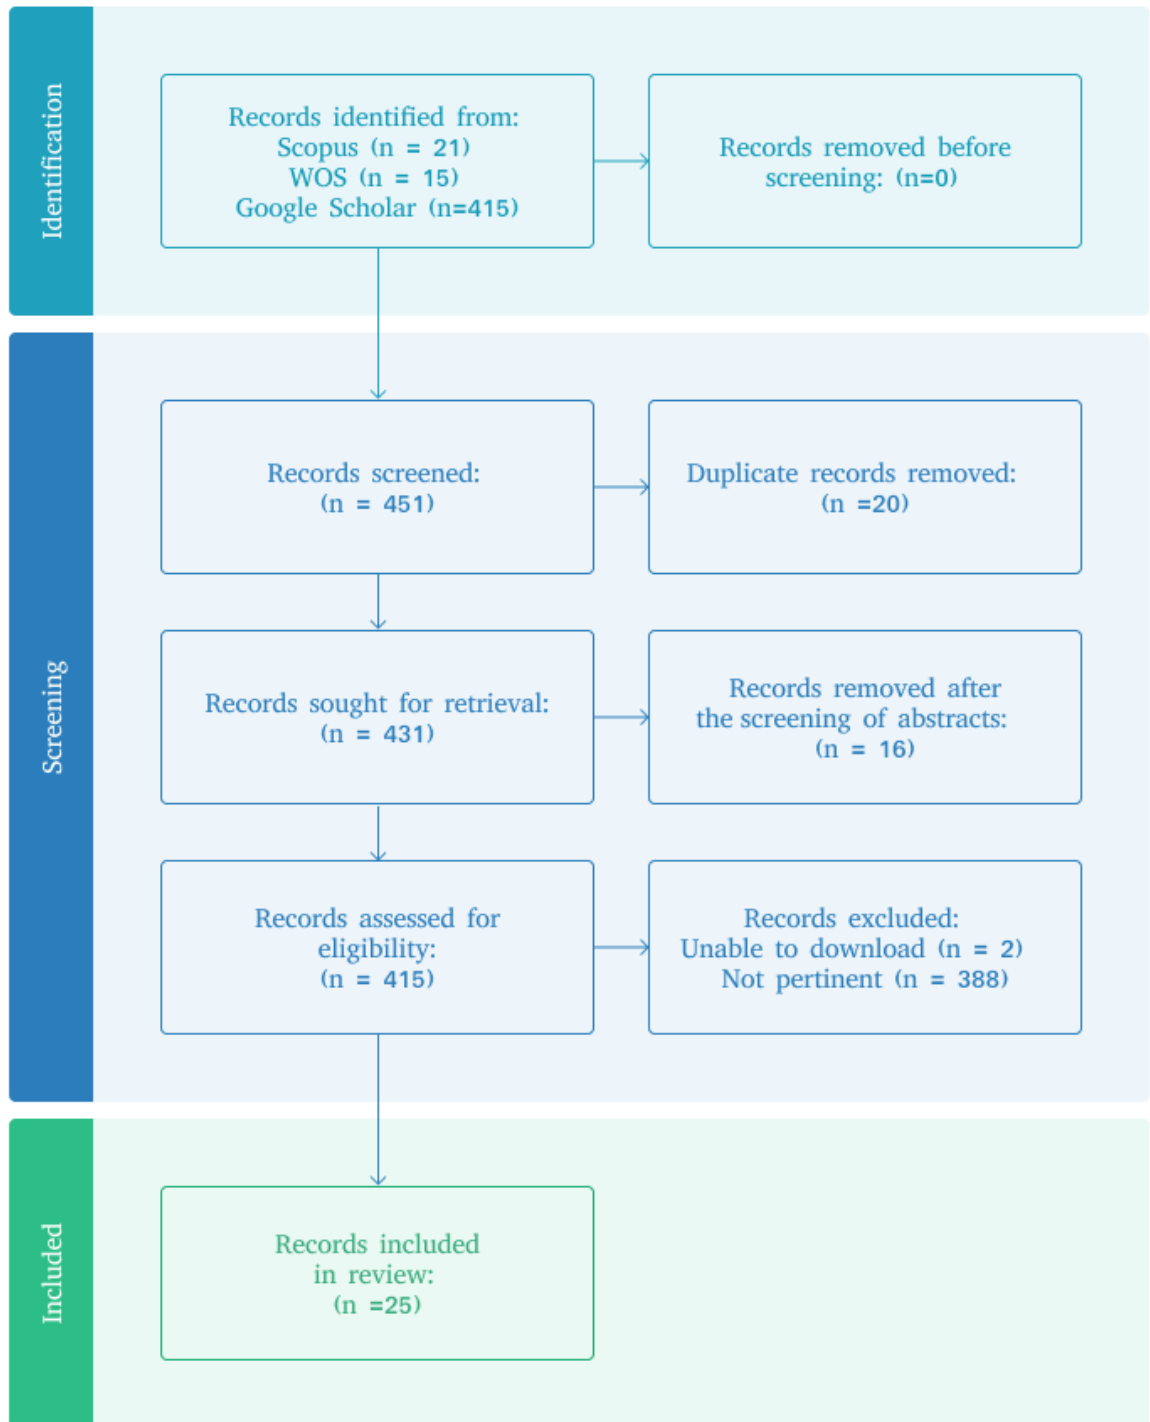 Identification
Records identified from:
Scopus (n = 21)
WOS (n = 15)
Google Scholar (n=415)
Records removed before
screening: (n=0)
Screening
Records screened:
(n = 451)
Duplicate records removed:
(n =20)
Records sought for retrieval:
(n = 431)
Records removed after
the screening of abstracts:
(n = 16)
Records assessed for
eligibility:
(n = 415)
Records excluded:
Unable to download (n = 2)
Not pertinent (n = 388)
Included
Records included
in review:
(n =25)